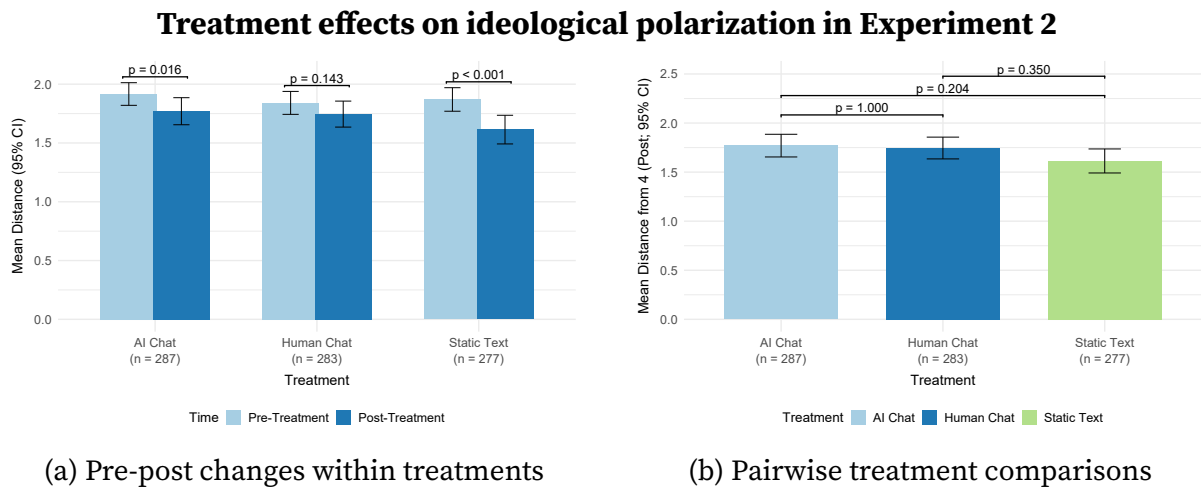 Treatment effects on ideological polarization in Experiment 2
Mean Distance (95% CI)
2.0
1.5
1.0
0.5
0.0
p = 0.016
p = 0.143
p < 0.001
AI Chat
(n = 287)
Human Chat
(n = 283)
Static Text
(n = 277)
Treatment
Time Pre-Treatment Post-Treatment
(a) Pre-post changes within treatments
Mean Distance from 4 (Post; 95% CI)
2.5
2.0
1.5
1.0
0.5
0.0
p = 0.350
p = 0.204
p = 1.000
AI Chat
(n = 287)
Human Chat
(n = 283)
Static Text
(n = 277)
Treatment
Treatment AI Chat Human Chat Static Text
(b) Pairwise treatment comparisons